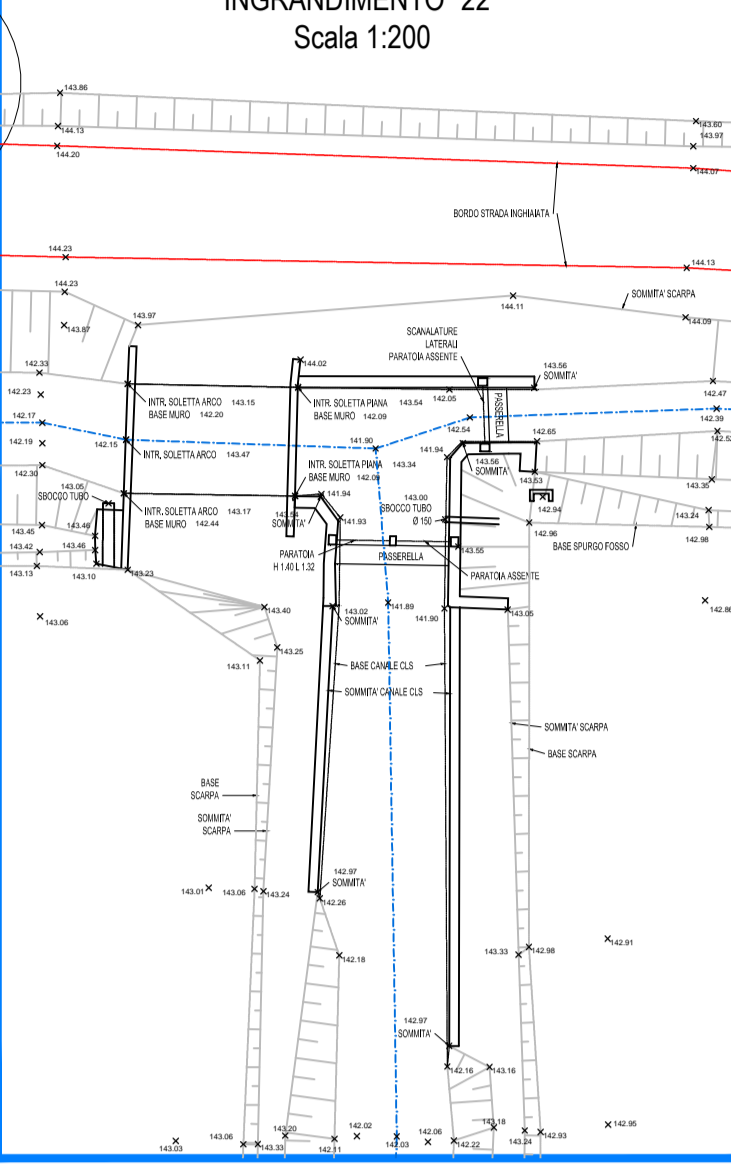 INGRANDIMENTO "22"
Scala 1:200
143.86
143.60
144.13
143.97
144.20
144.07
BORDO STRADA INGHIAIATA
144.23
144.13
144.23
SOMMITA' SCARPA
144.11
143.87
143.97
144.09
SCANALATURE
LATERALI
PARATOIA ASSENTE
144.02
142.33
143.56
SOMMITA'
142.23
INTR. SOLETTA ARCO
143.15
BASE MURO
142.20
INTR. SOLETTA PIANA
143.54
BASE MURO
142.09
142.05
PASSERELLA
142.47
142.39
142.17
142.54
142.19
142.15
INTR. SOLETTA ARCO
143.47
141.90
142.65
142.52
141.94
143.56
SOMMITA'
142.30
INTR. SOLETTA PIANA
143.34
BASE MURO
142.09
143.53
143.35
143.05
SBOCCO TUBO
INTR. SOLETTA ARCO
143.17
BASE MURO
142.44
141.94
143.00
SBOCCO TUBO
Ø 150
142.94
143.54
SOMMITA'
141.93
143.24
143.45
143.46
142.96
142.98
BASE SPURGO FOSSO
143.42
143.46
PARATOIA
H 1.40 L 1.32
PASSERELLA
143.55
143.13
143.10
143.23
PARATOIA ASSENTE
143.06
143.40
143.02
SOMMITA'
141.89
141.90
143.05
142.86
143.25
143.11
BASE CANALE CLS
SOMMITA' CANALE CLS
SOMMITA' SCARPA
BASE SCARPA
BASE
SCARPA
SOMMITA'
SCARPA
142.97
SOMMITA'
143.01
143.06
143.24
142.26
142.91
142.18
143.33
142.98
142.97
SOMMITA'
142.16
143.16
143.03
143.06
143.33
143.20
142.11
142.02
142.03
142.06
142.22
143.18
143.24
142.93
142.95